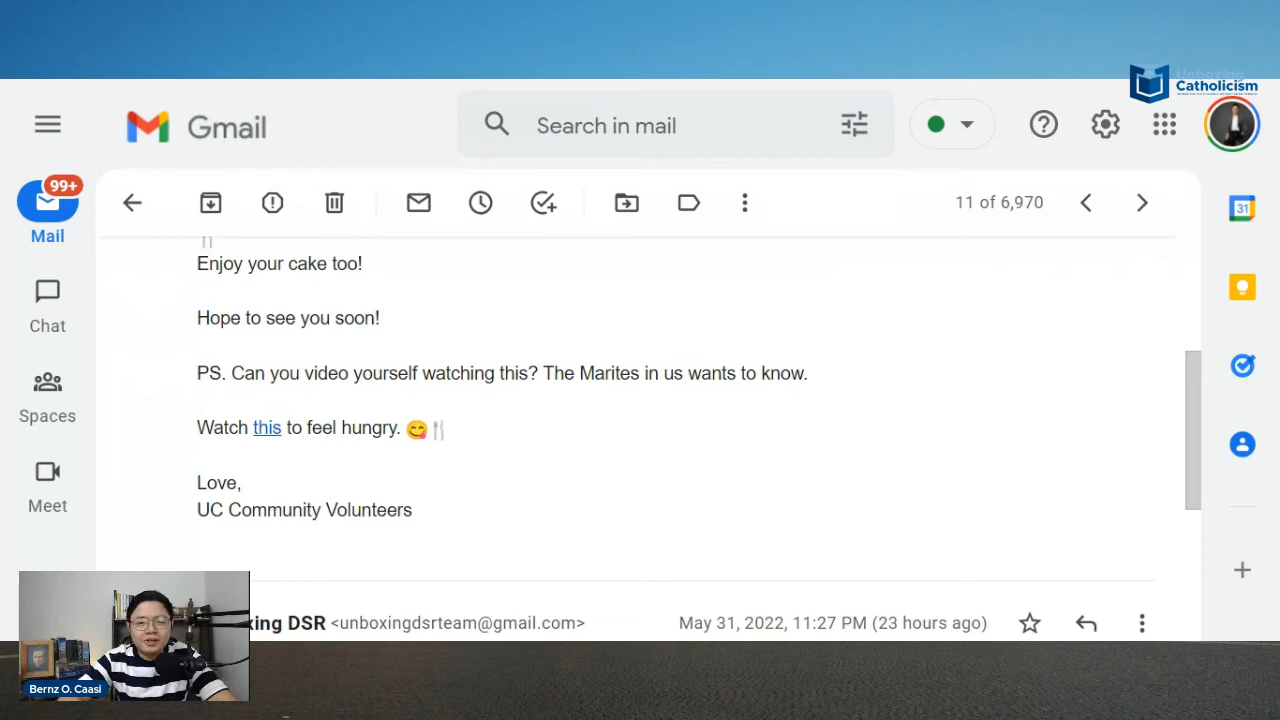 Unboxing
Catholicism
Gmail
Search in mail
99+
Mail
11 of 6,970
31
Enjoy your cake too!
Chat
Hope to see you soon!
PS. Can you video yourself watching this? The Marites in us wants to know.
Spaces
Watch this to feel hungry. 😋🍴
Love,
Meet
UC Community Volunteers
xing DSR <unboxingdsrteam@gmail.com>
May 31, 2022, 11:27 PM (23 hours ago)
Bernz O. Caasi